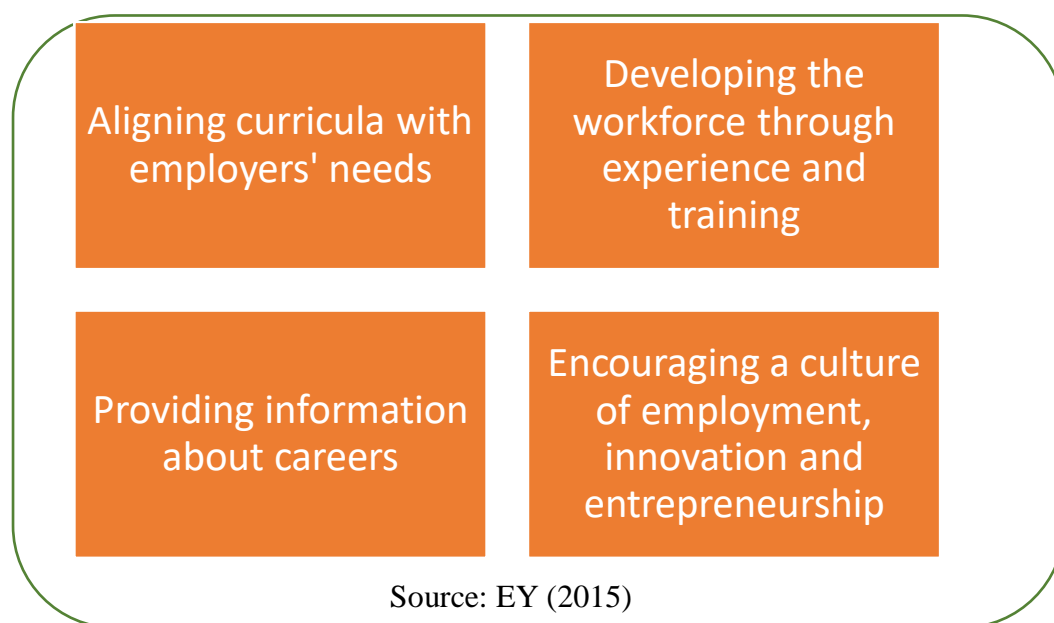 Aligning curricula with
employers' needs
Developing the
workforce through
experience and
training
Providing information
about careers
Encouraging a culture
of employment,
innovation and
entrepreneurship
Source: EY (2015)